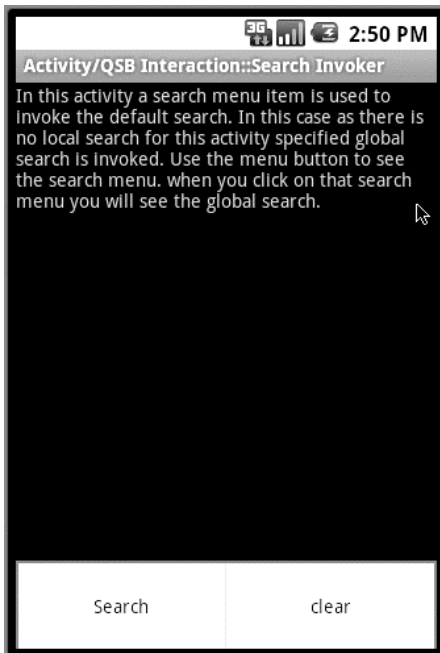 3G 2:50 PM
Activity/QSB Interaction::Search Invoker
In this activity a search menu item is used to
invoke the default search. In this case as there is
no local search for this activity specified global
search is invoked. Use the menu button to see
the search menu. when you click on that search
menu you will see the global search.
Search clear